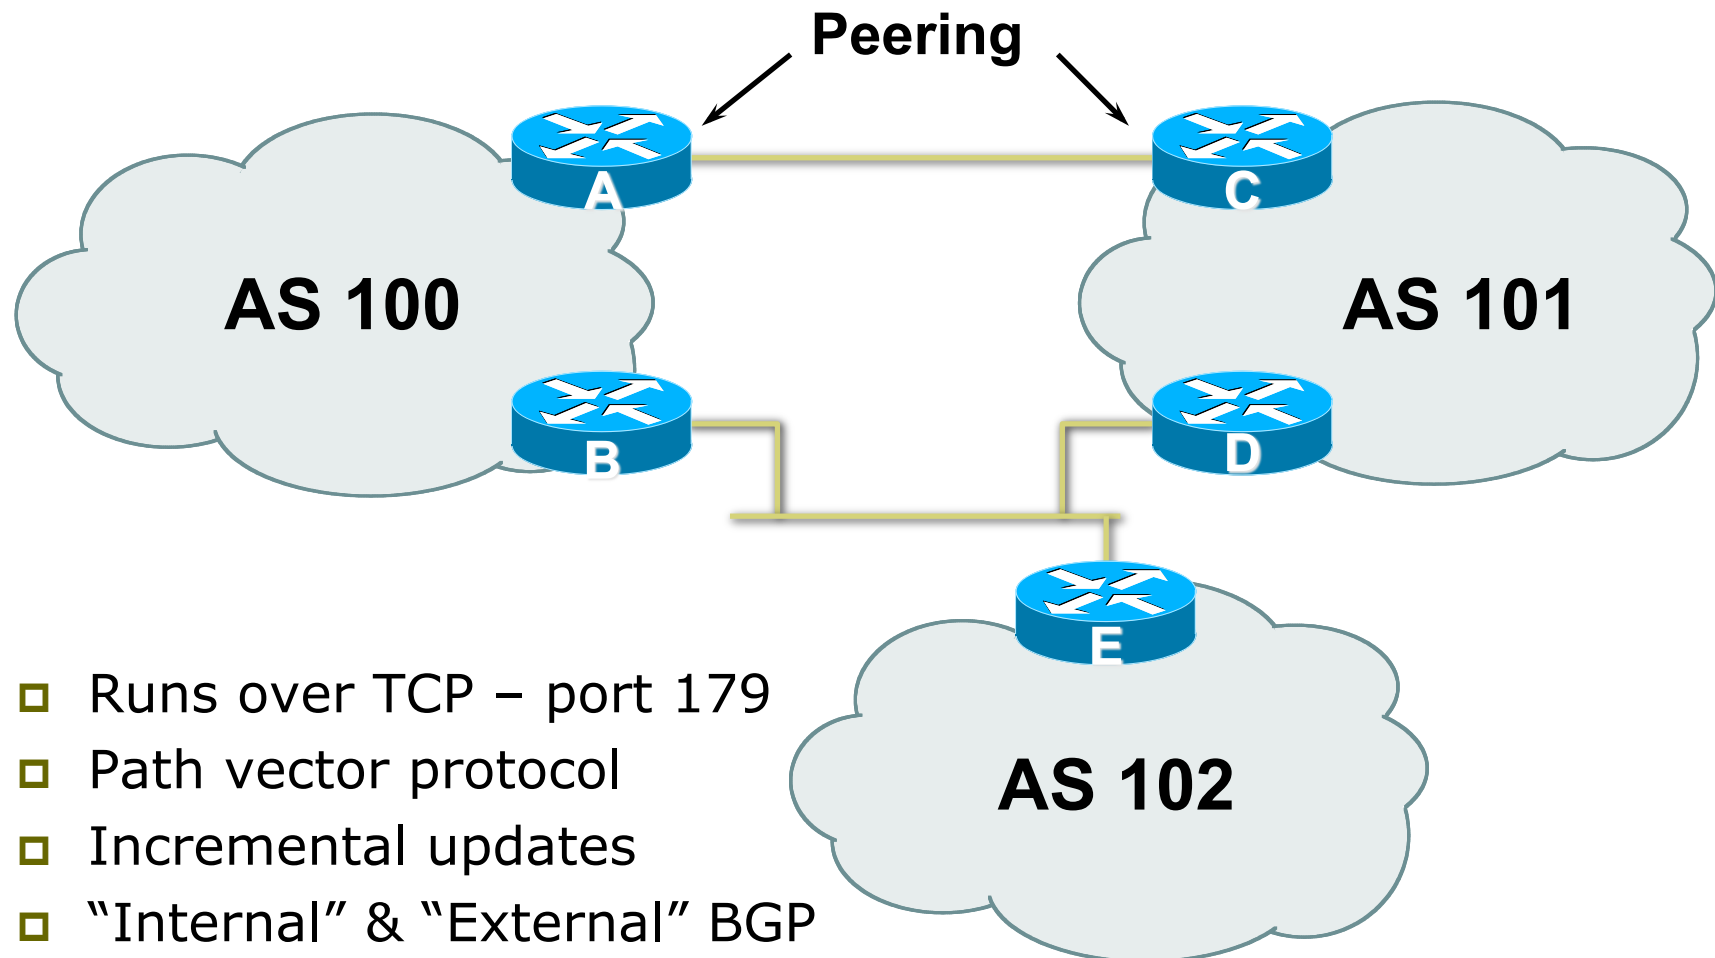 Peering
A
C
AS 100
AS 101
B
D
E
Runs over TCP – port 179
Path vector protocol
AS 102
Incremental updates
“Internal” & “External” BGP